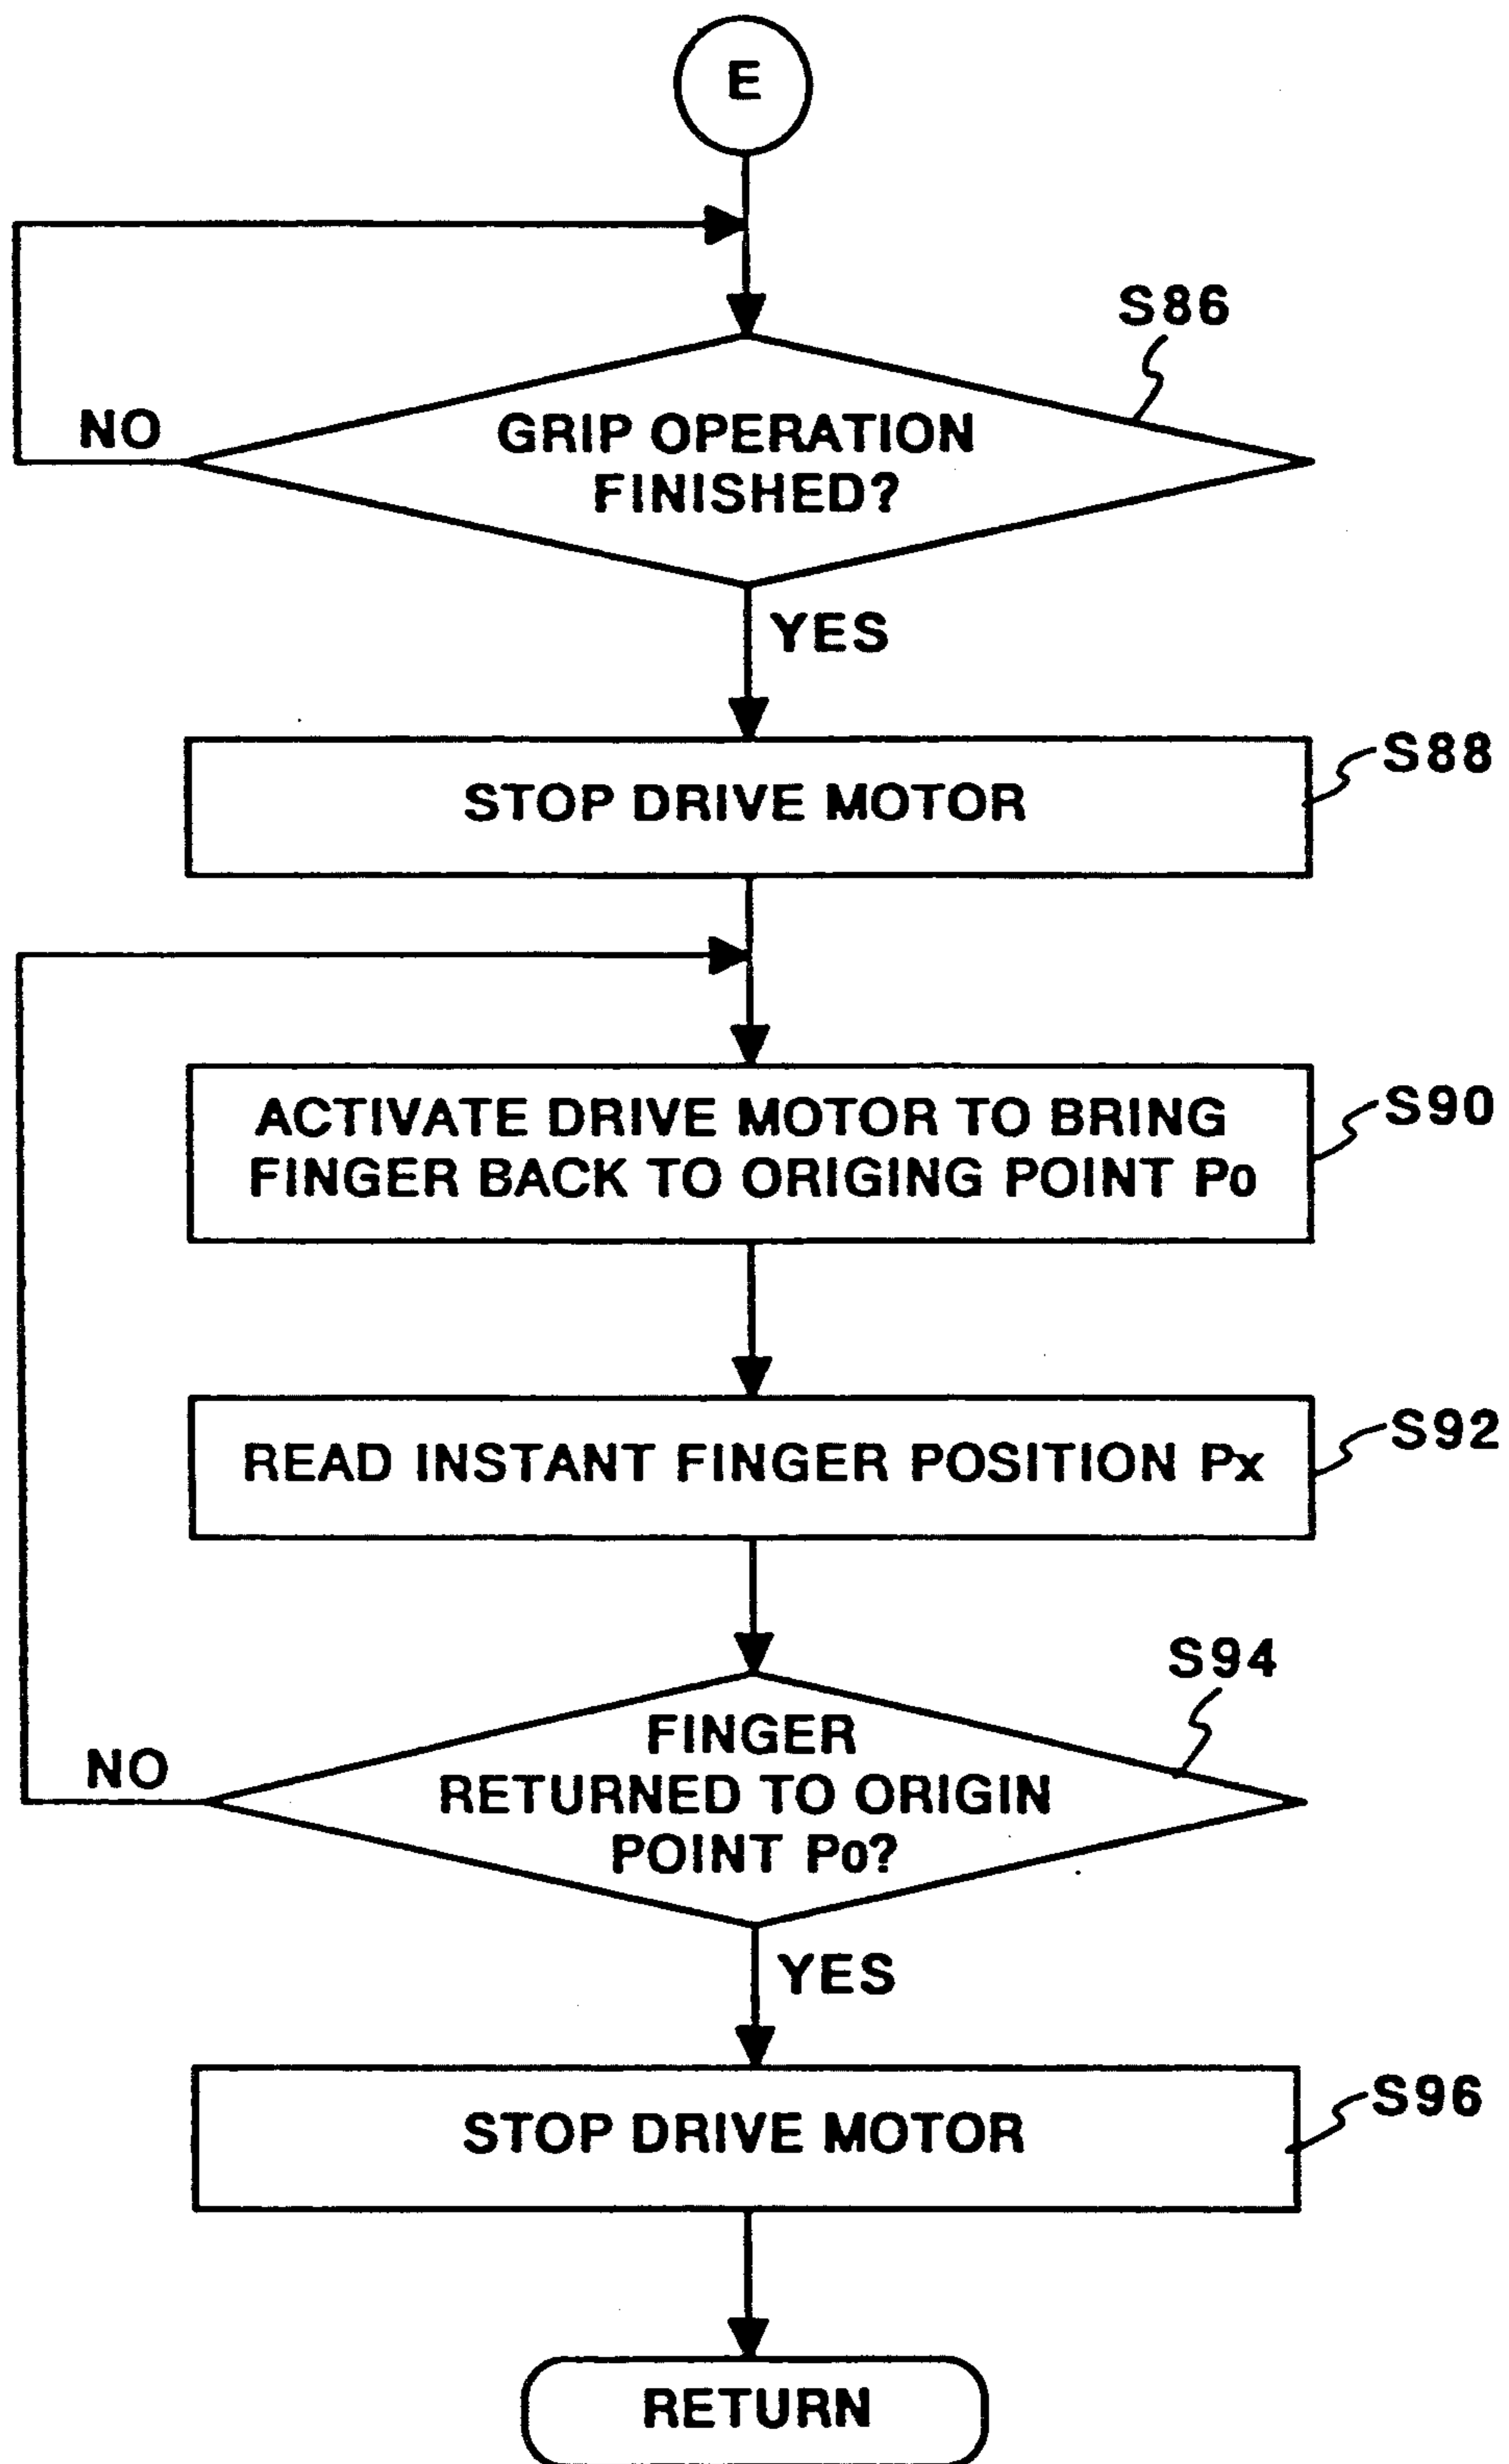 E
S86
NO
GRIP OPERATION
FINISHED?
YES
S88
STOP DRIVE MOTOR
S90
ACTIVATE DRIVE MOTOR TO BRING
FINGER BACK TO ORIGING POINT P0
S92
READ INSTANT FINGER POSITION Px
S94
NO
FINGER
RETURNED TO ORIGIN
POINT P0?
YES
S96
STOP DRIVE MOTOR
RETURN